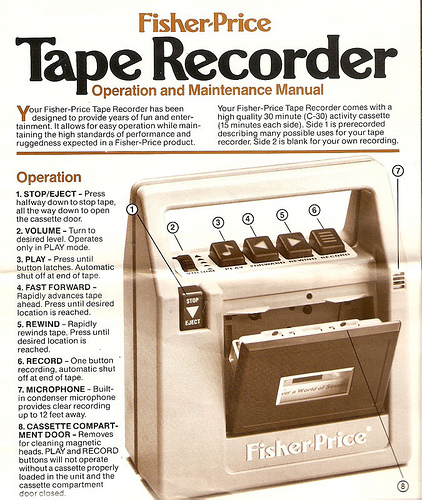 Fisher-Price
Tape Recorder
Operation and Maintenance Manual
Your Fisher-Price Tape Recorder has been
designed to provide years of fun and enter-
tainment. It allows for easy operation while main-
taining the high standards of performance and
ruggedness expected in a Fisher-Price product.
Your Fisher-Price Tape Recorder comes with a
high quality 30 minute (C-30) activity cassette
(15 minutes each side). Side 1 is prerecorded
describing many possible uses for your tape
recorder. Side 2 is blank for your own recording.
Operation
1. STOP/EJECT – Press
halfway down to stop tape,
all the way down to open
the cassette door.
2. VOLUME – Turn to
desired level. Operates
only in PLAY mode.
3. PLAY – Press until
button latches. Automatic
shut off at end of tape.
4. FAST FORWARD –
Rapidly advances tape
ahead. Press until desired
location is reached.
5. REWIND – Rapidly
rewinds tape. Press until
desired location is
reached.
6. RECORD – One button
recording, automatic shut
off at end of tape.
7. MICROPHONE – Built-
in condenser microphone
provides clear recording
up to 12 feet away.
8. CASSETTE COMPART-
MENT DOOR – Removes
for cleaning magnetic
heads. PLAY and RECORD
buttons will not operate
without a cassette properly
loaded in the unit and the
cassette compartment
door closed.
1
2
3
4
5
6
7
VOLUME PLAY FORWARD REWIND RECORD
STOP
EJECT
a World of
Fisher-Price
8